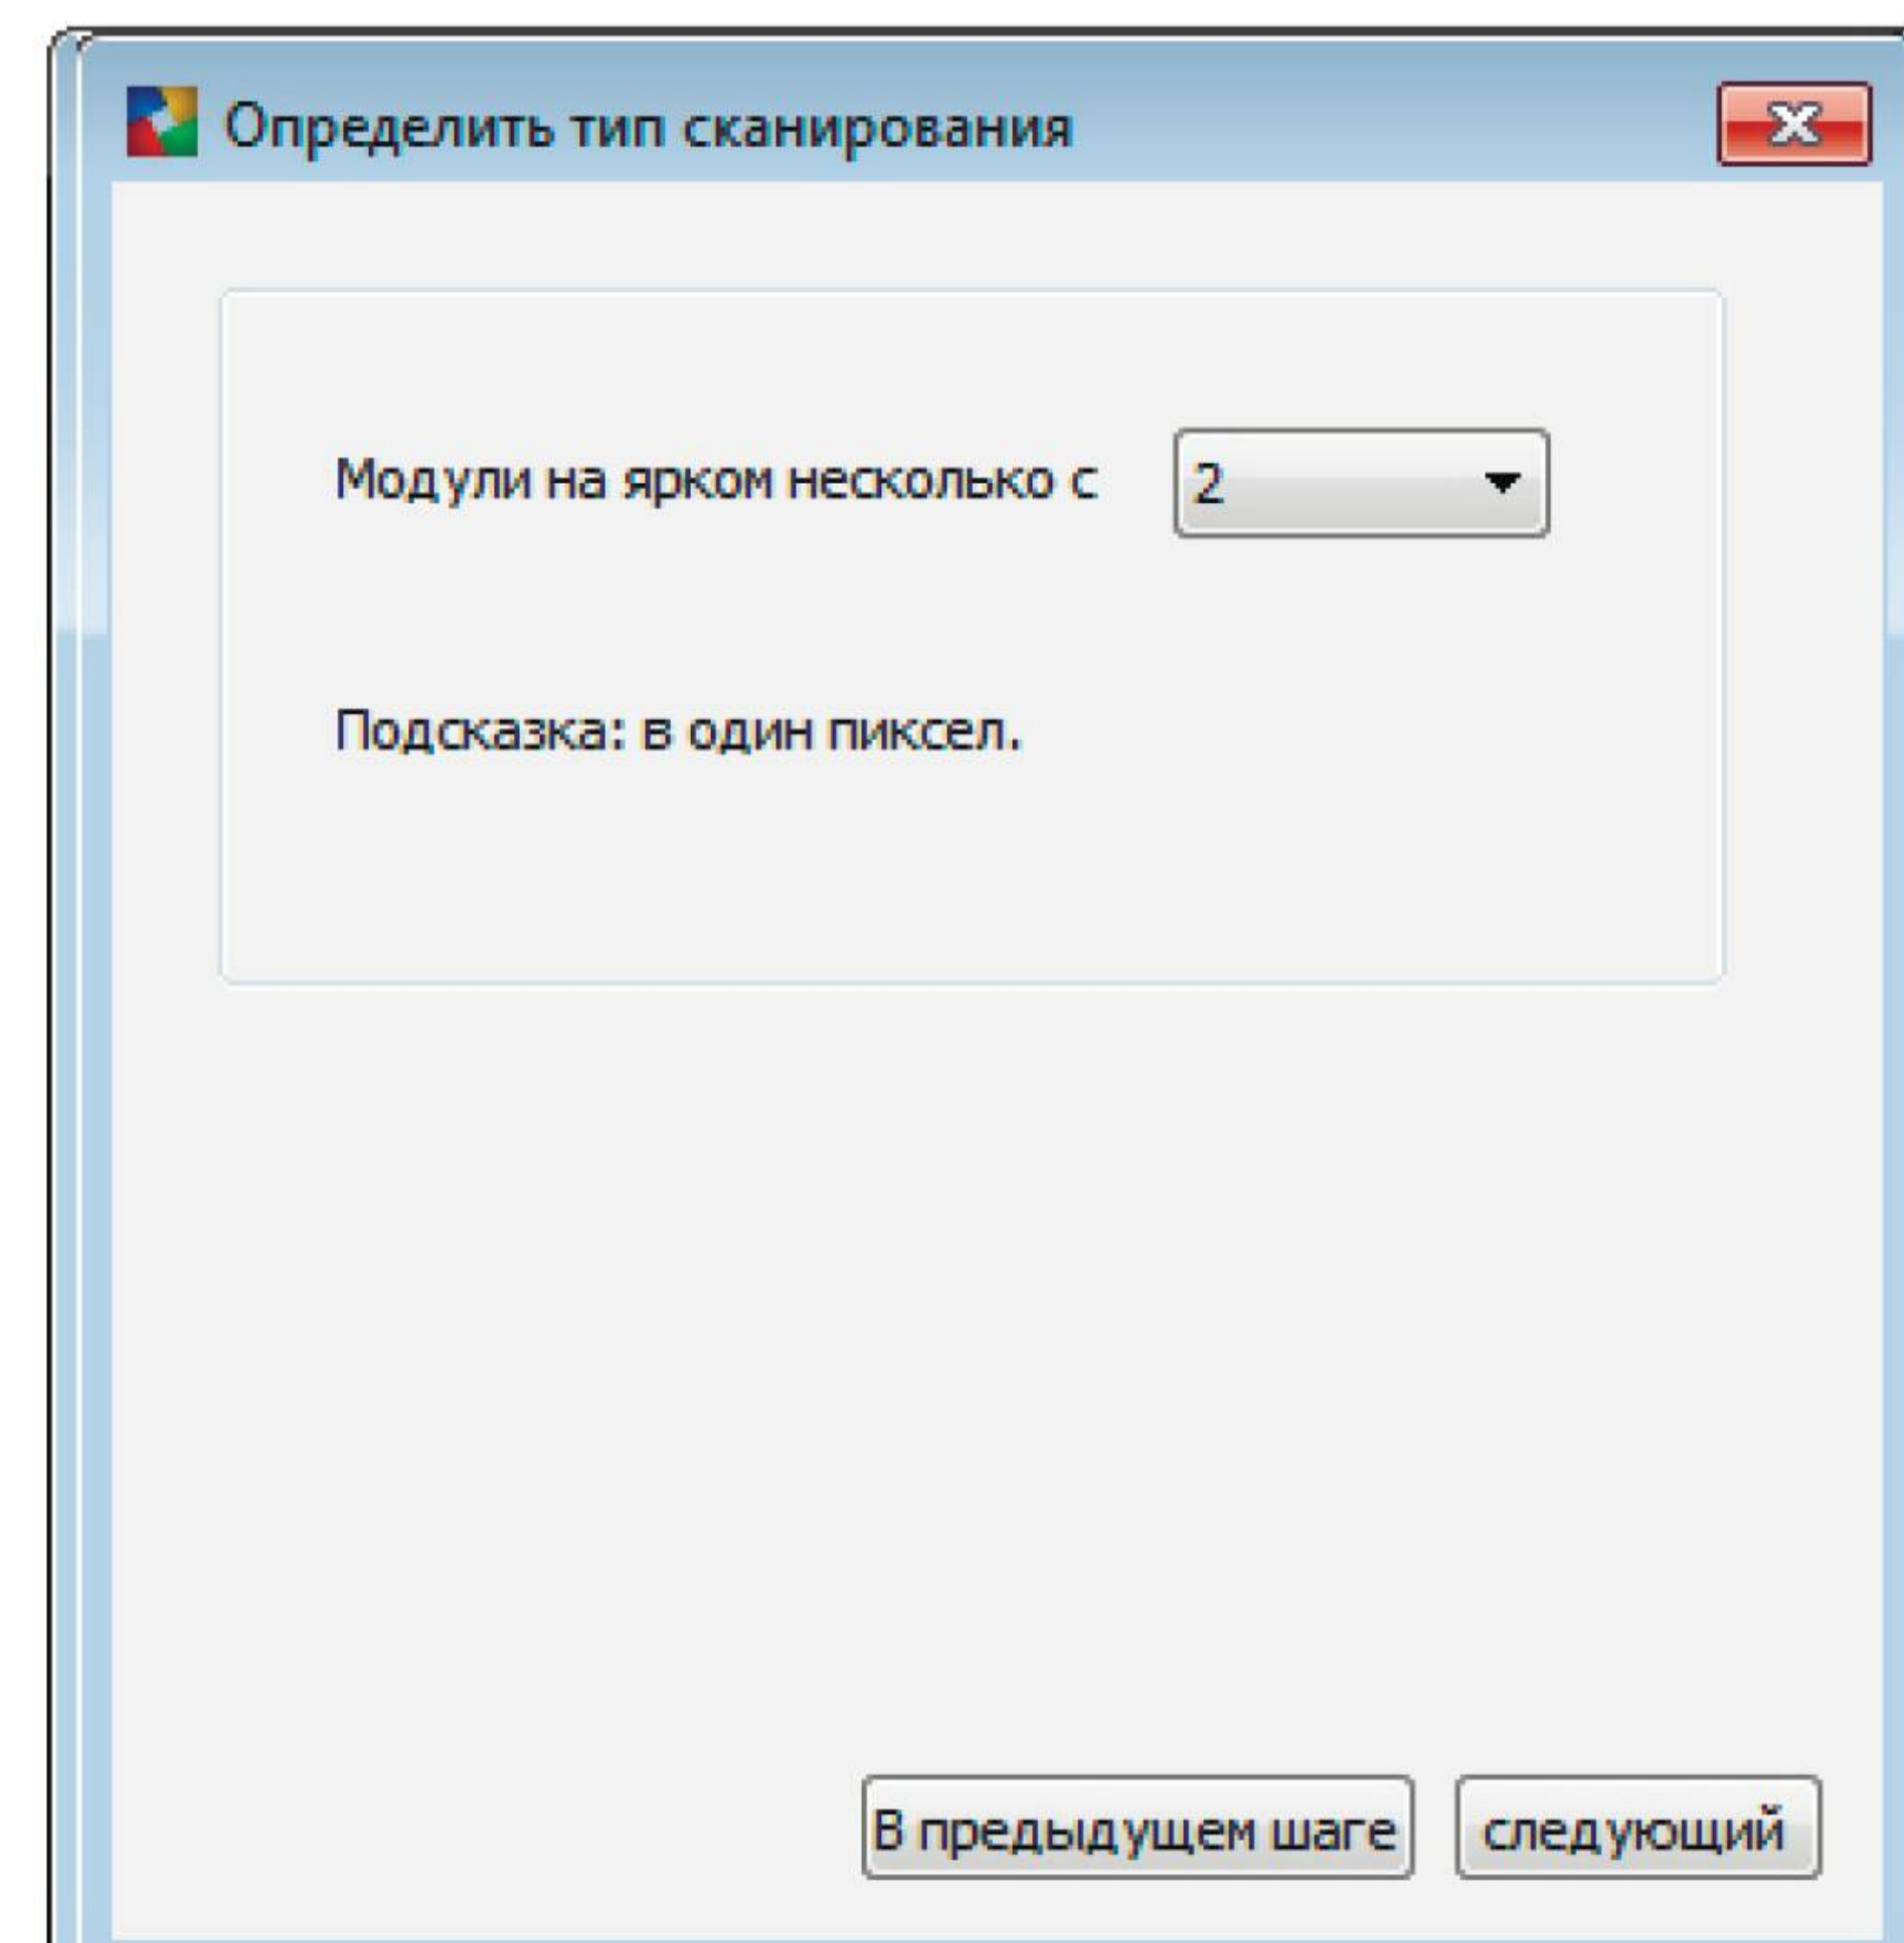 Определить тип сканирования
Модули на ярком несколько с
2
Подсказка: в один пиксел.
В предыдущем шаге
следующий